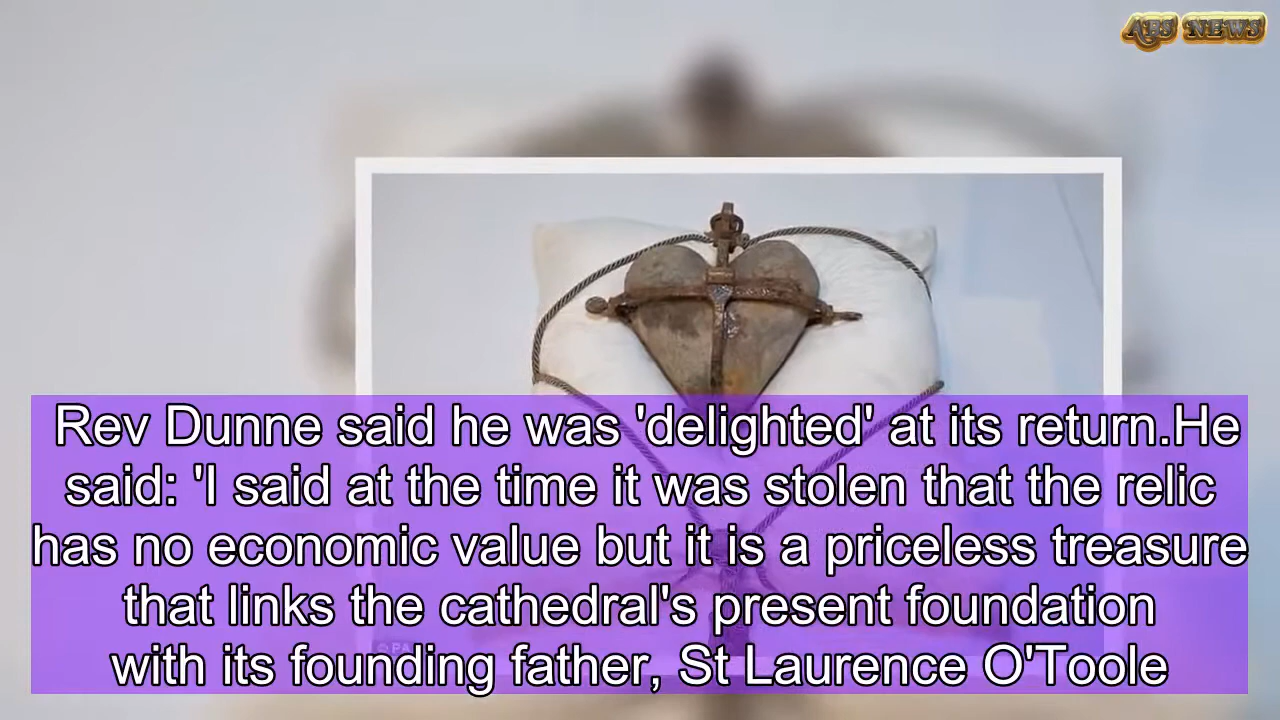 ABS NEWS
Rev Dunne said he was 'delighted' at its return.He
said: 'I said at the time it was stolen that the relic
has no economic value but it is a priceless treasure
that links the cathedral's present foundation
with its founding father, St Laurence O'Toole